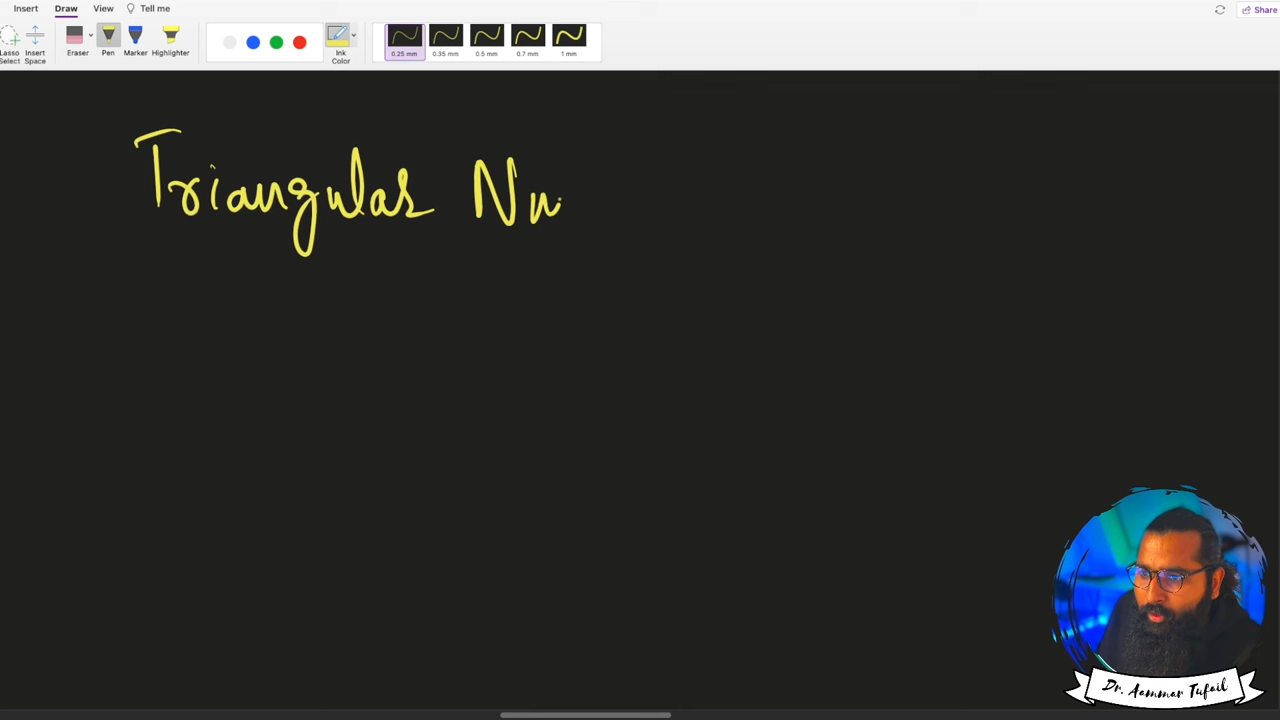 Insert Draw View Tell me Share
Lasso Select Insert Space Eraser Pen Marker Highlighter Ink Color 0.25 mm 0.35 mm 0.5 mm 0.7 mm 1 mm
Triangular Nu
Dr. Aammar Tufail